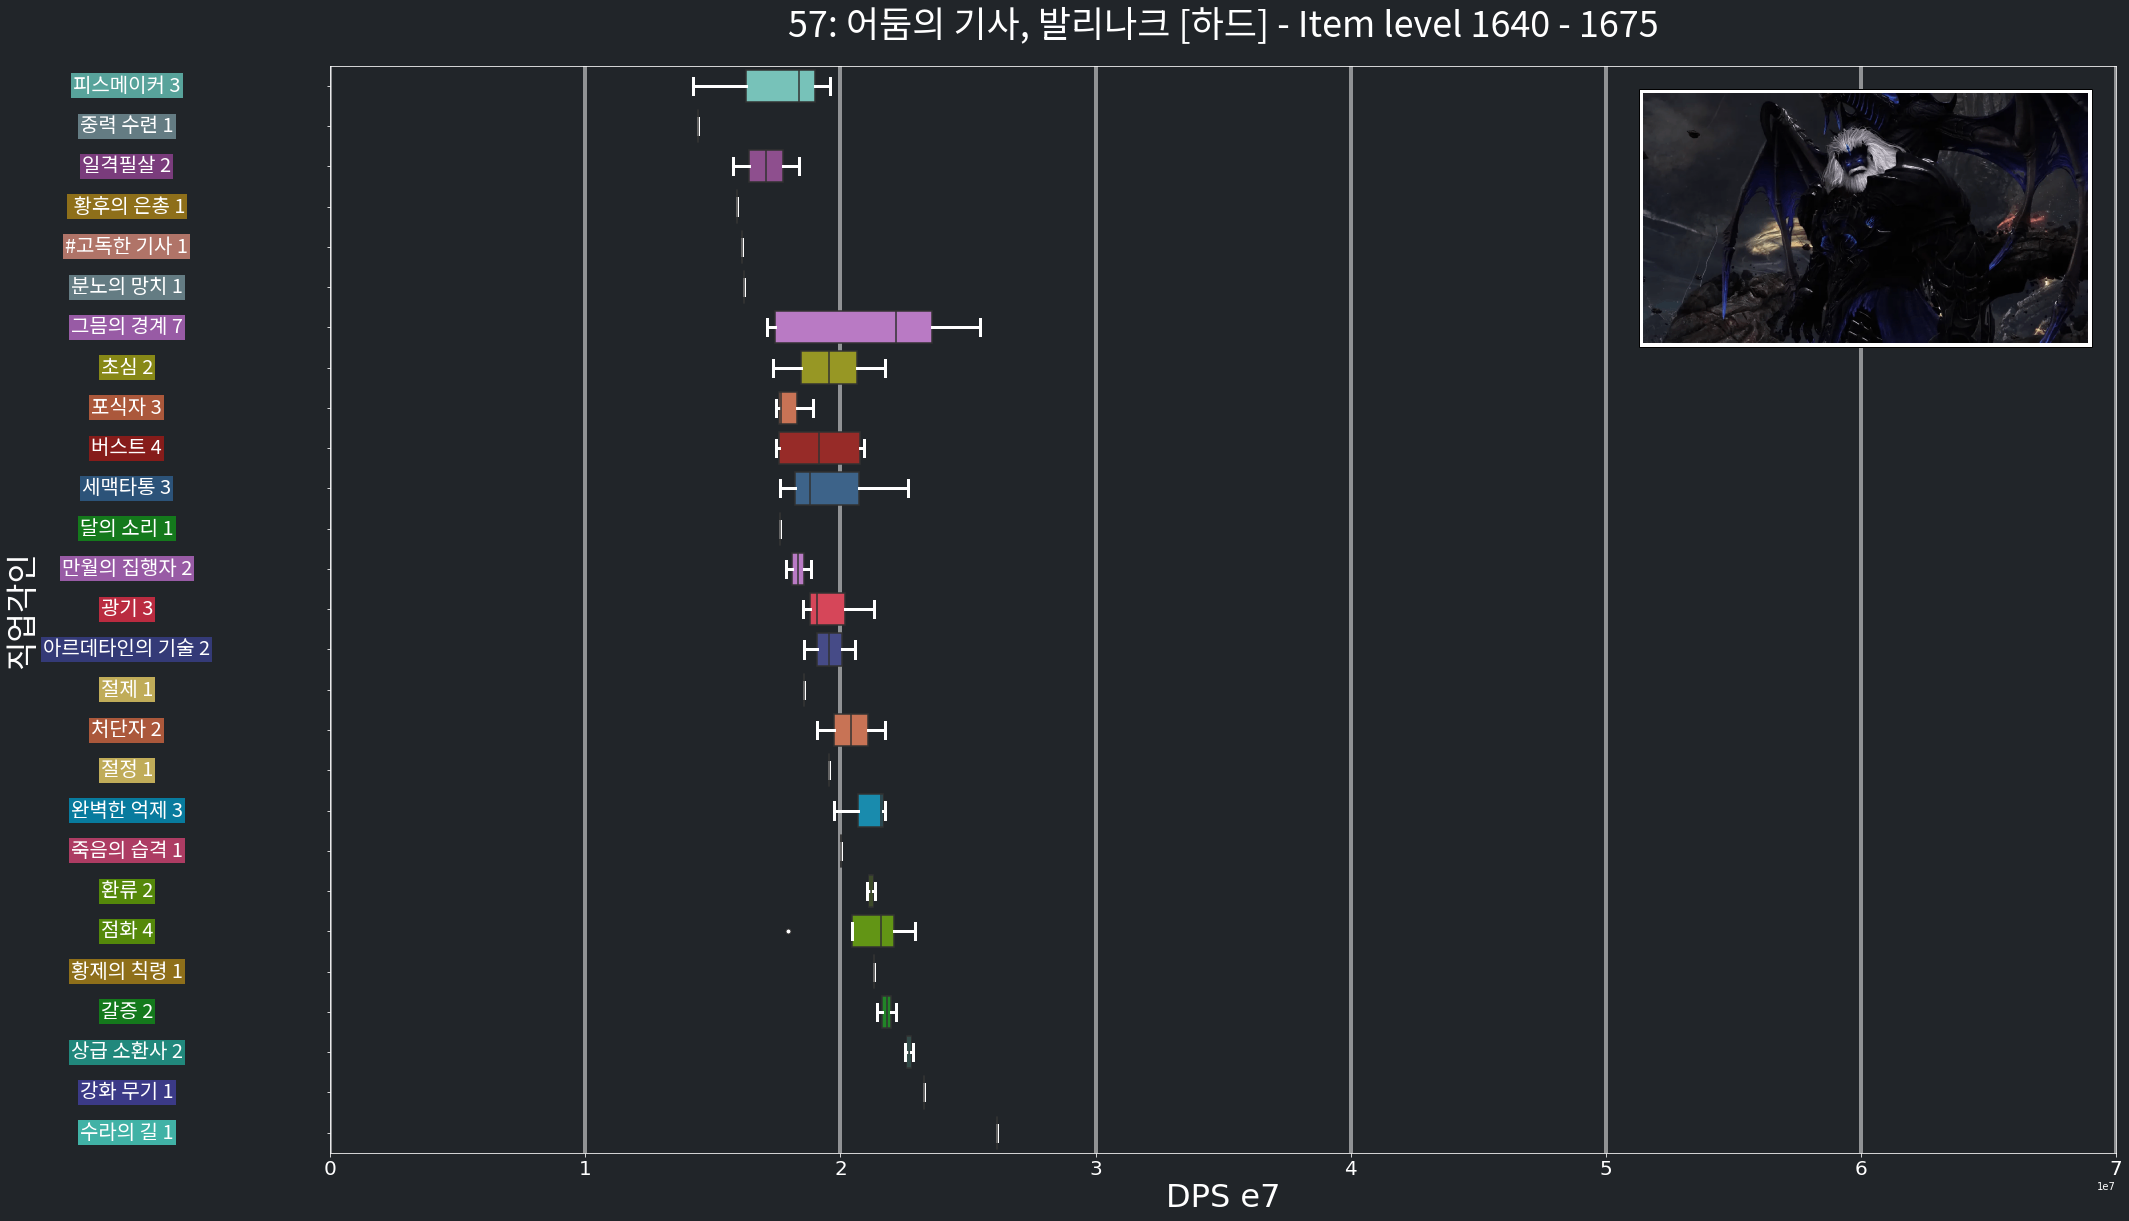 57: 어둠의 기사, 발리나크 [하드] - Item level 1640 - 1675
직업각인
피스메이커 3
중력 수련 1
일격필살 2
황후의 은총 1
#고독한 기사 1
분노의 망치 1
그믐의 경계 7
초심 2
포식자 3
버스트 4
세맥타통 3
달의 소리 1
만월의 집행자 2
광기 3
아르데타인의 기술 2
절제 1
처단자 2
절정 1
완벽한 억제 3
죽음의 습격 1
환류 2
점화 4
황제의 칙령 1
갈증 2
상급 소환사 2
강화 무기 1
수라의 길 1
0 1 2 3 4 5 6 7
1e7
DPS e7